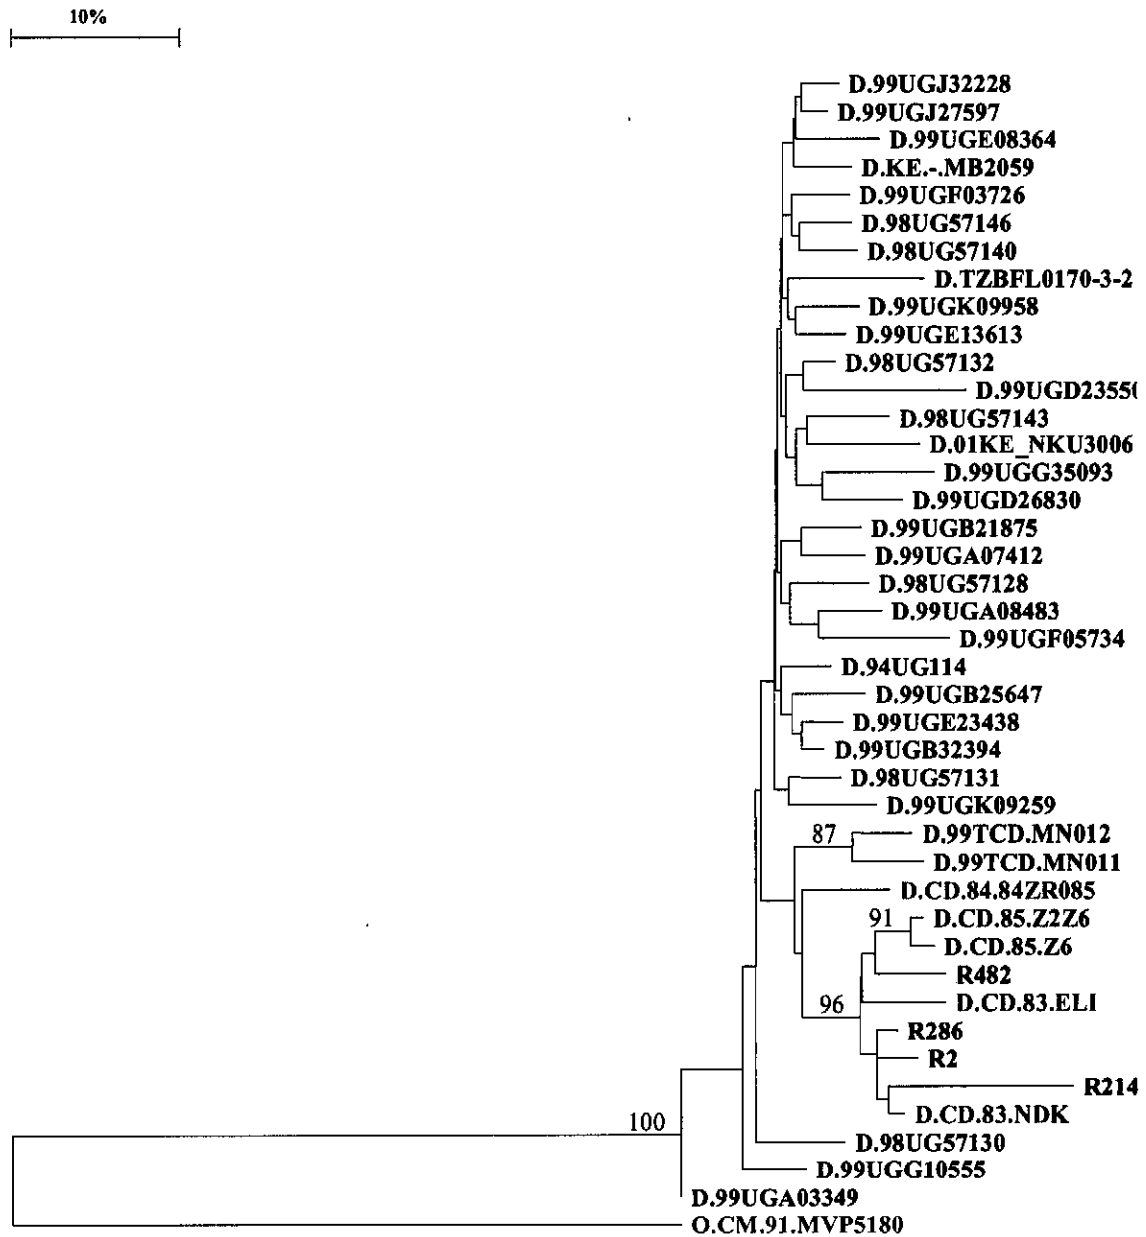 10%
D.99UGJ32228
D.99UGJ27597
D.99UGE08364
D.KE.-.MB2059
D.99UGF03726
D.98UG57146
D.98UG57140
D.TZBFL0170-3-2
D.99UGK09958
D.99UGE13613
D.98UG57132
D.99UGD2355
D.98UG57143
D.01KE_NKU3006
D.99UGG35093
D.99UGD26830
D.99UGB21875
D.99UGA07412
D.98UG57128
D.99UGA08483
D.99UGF05734
D.94UG114
D.99UGB25647
D.99UGE23438
D.99UGB32394
D.98UG57131
D.99UGK09259
87 D.99TCD.MN012
D.99TCD.MN011
D.CD.84.84ZR085
91 D.CD.85.Z2Z6
D.CD.85.Z6
R482
96 D.CD.83.ELI
R286
R2
R214
D.CD.83.NDK
100
D.98UG57130
D.99UGG10555
D.99UGA03349
O.CM.91.MVP5180